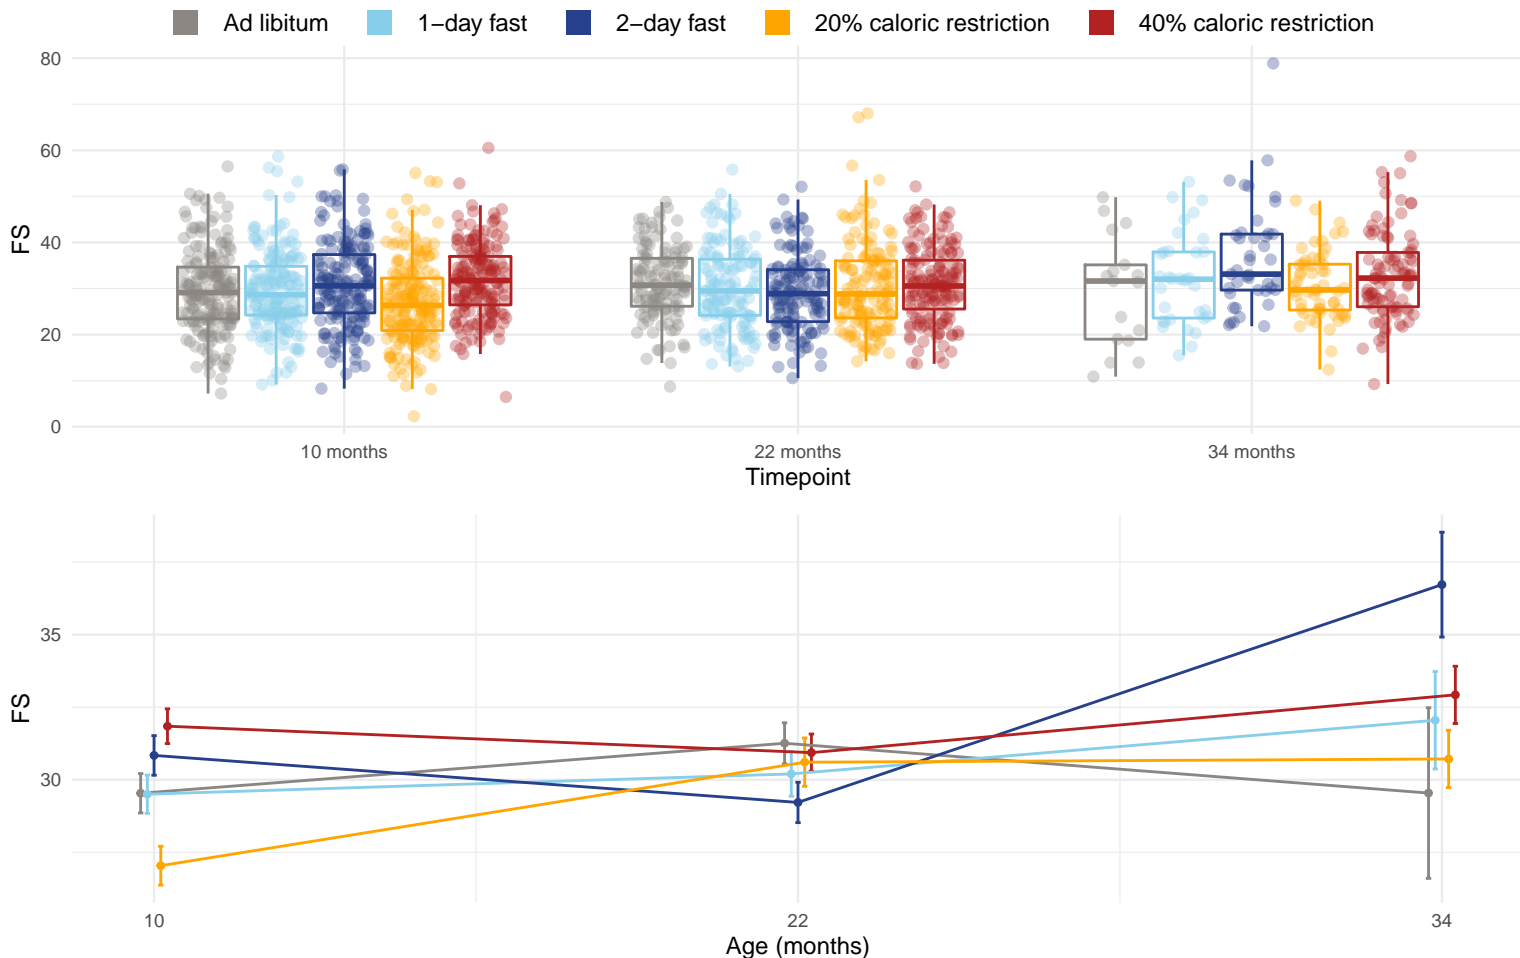 Ad libitum 1−day fast 2−day fast 20% caloric restriction 40% caloric restriction
80
60
40
20
0
FS
10 months 22 months 34 months
Timepoint
35
30
FS
10 22 34
Age (months)